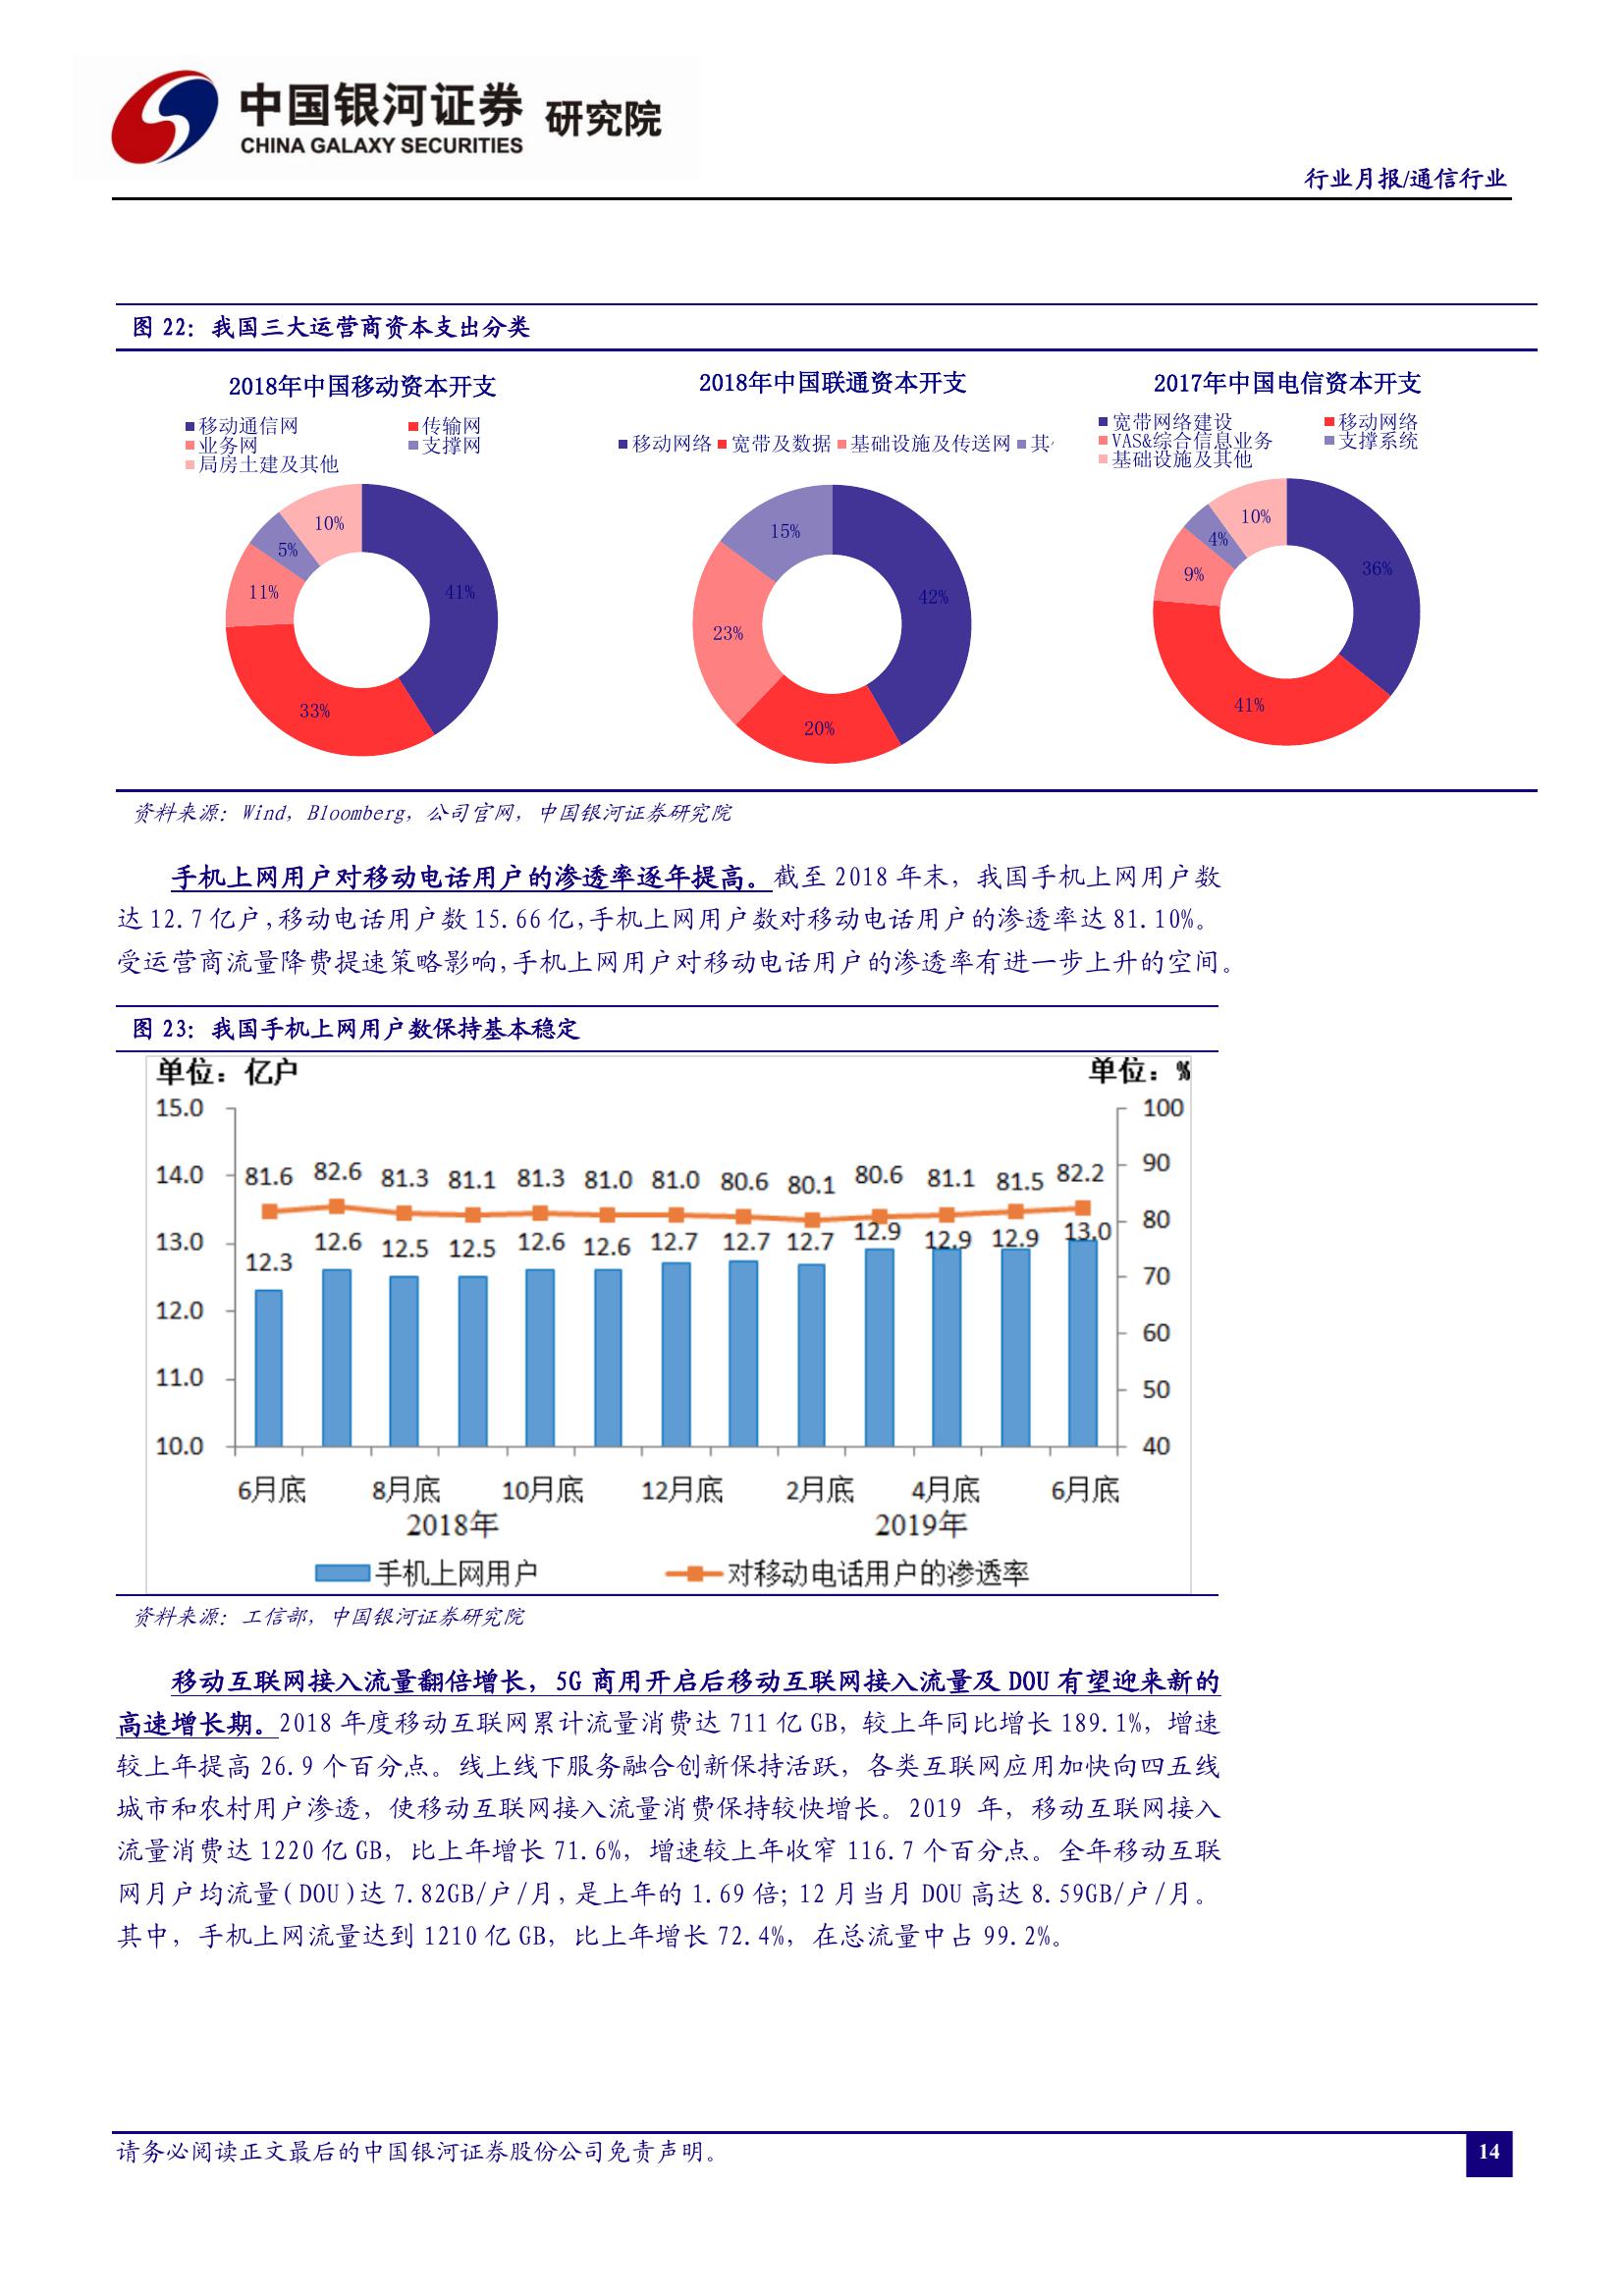 中国银河证券 研究院
CHINA GALAXY SECURITIES
行业月报/通信行业
图 22：我国三大运营商资本支出分类
2018年中国移动资本开支
移动通信网 传输网
业务网 支撑网
局房土建及其他
10%
5%
11%
41%
33%
2018年中国联通资本开支
移动网络 宽带及数据 基础设施及传送网 其
15%
42%
23%
20%
2017年中国电信资本开支
宽带网络建设 移动网络
VAS&综合信息业务 支撑系统
基础设施及其他
10%
4%
9%
36%
41%
资料来源：Wind，Bloomberg，公司官网，中国银河证券研究院
手机上网用户对移动电话用户的渗透率逐年提高。截至 2018 年末，我国手机上网用户数
达 12.7 亿户,移动电话用户数 15.66 亿,手机上网用户数对移动电话用户的渗透率达 81.10%。
受运营商流量降费提速策略影响,手机上网用户对移动电话用户的渗透率有进一步上升的空间。
图 23：我国手机上网用户数保持基本稳定
单位：亿户 单位：%
15.0 100
14.0 90
13.0 80
12.0 70
11.0 60
10.0 50
40
81.6 82.6 81.3 81.1 81.3 81.0 81.0 80.6 80.1 80.6 81.1 81.5 82.2
12.3 12.6 12.5 12.5 12.6 12.6 12.7 12.7 12.7 12.9 12.9 12.9 13.0
6月底 8月底 10月底 12月底 2月底 4月底 6月底
2018年 2019年
手机上网用户 对移动电话用户的渗透率
资料来源：工信部，中国银河证券研究院
移动互联网接入流量翻倍增长，5G 商用开启后移动互联网接入流量及 DOU 有望迎来新的
高速增长期。2018 年度移动互联网累计流量消费达 711 亿 GB，较上年同比增长 189.1%，增速
较上年提高 26.9 个百分点。线上线下服务融合创新保持活跃，各类互联网应用加快向四五线
城市和农村用户渗透，使移动互联网接入流量消费保持较快增长。2019 年，移动互联网接入
流量消费达 1220 亿 GB，比上年增长 71.6%，增速较上年收窄 116.7 个百分点。全年移动互联
网月户均流量(DOU)达 7.82GB/户/月,是上年的 1.69 倍；12 月当月 DOU 高达 8.59GB/户/月。
其中，手机上网流量达到 1210 亿 GB，比上年增长 72.4%，在总流量中占 99.2%。
请务必阅读正文最后的中国银河证券股份公司免责声明。
14